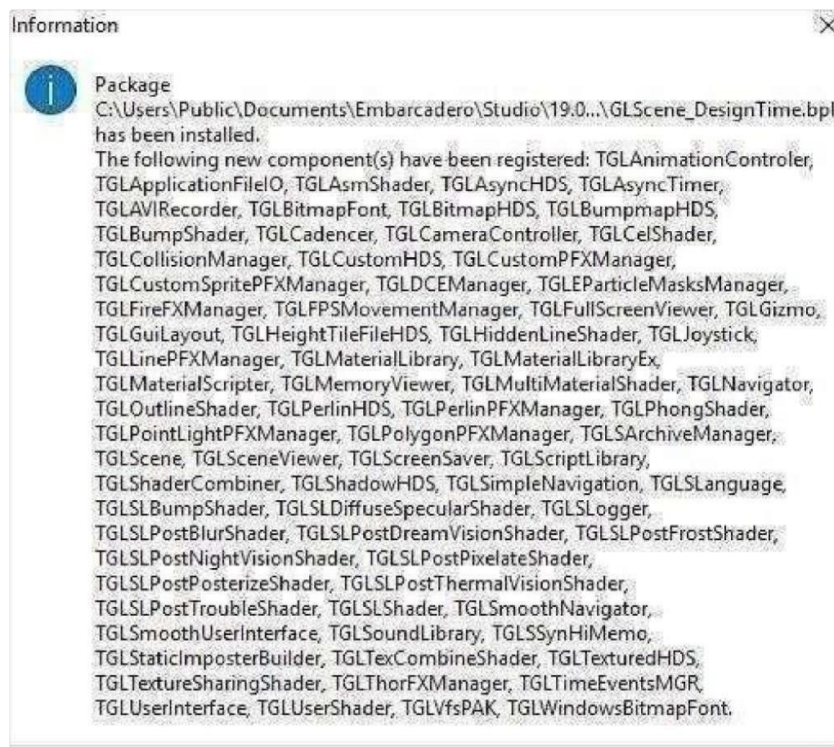 Information
Package
C:\Users\Public\Documents\Embarcadero\Studio\19.0...\GLScene_DesignTime.bpl
has been installed.
The following new component(s) have been registered: TGLAnimationControler,
TGLApplicationFileIO, TGLAsmShader, TGLAsyncHDS, TGLAsyncTimer,
TGLAVIRecorder, TGLBitmapFont, TGLBitmapHDS, TGLBumpmapHDS,
TGLBumpShader, TGLCadencer, TGLCameraController, TGLCelShader,
TGLCollisionManager, TGLCustomHDS, TGLCustomPFXManager,
TGLCustomSpritePFXManager, TGLDCEManager, TGLEParticleMasksManager,
TGLFireFXManager, TGLFPSMovementManager, TGLFullScreenViewer, TGLGizmo,
TGLGuiLayout, TGLHeightTileFileHDS, TGLHiddenLineShader, TGLJoystick,
TGLLinePFXManager, TGLMaterialLibrary, TGLMaterialLibraryEx,
TGLMaterialScripter, TGLMemoryViewer, TGLMultiMaterialShader, TGLNavigator,
TGLOutlineShader, TGLPerlinHDS, TGLPerlinPFXManager, TGLPhongShader,
TGLPointLightPFXManager, TGLPolygonPFXManager, TGLSArchiveManager,
TGLScene, TGLSceneViewer, TGLScreenSaver, TGLScriptLibrary,
TGLShaderCombiner, TGLShadowHDS, TGLSimpleNavigation, TGLSLanguage,
TGLSLBumpShader, TGLSLDiffuseSpecularShader, TGLSLogger,
TGLSLPostBlurShader, TGLSLPostDreamVisionShader, TGLSLPostFrostShader,
TGLSLPostNightVisionShader, TGLSLPostPixelateShader,
TGLSLPostPosterizeShader, TGLSLPostThermalVisionShader,
TGLSLPostTroubleShader, TGLSLShader, TGLSmoothNavigator,
TGLSmoothUserInterface, TGLSoundLibrary, TGLSSynHiMemo,
TGLStaticImposterBuilder, TGLTexCombineShader, TGLTexturedHDS,
TGLTextureSharingShader, TGLThorFXManager, TGLTimeEventsMGR,
TGLUserInterface, TGLUserShader, TGLVfsPAK, TGLWindowsBitmapFont.